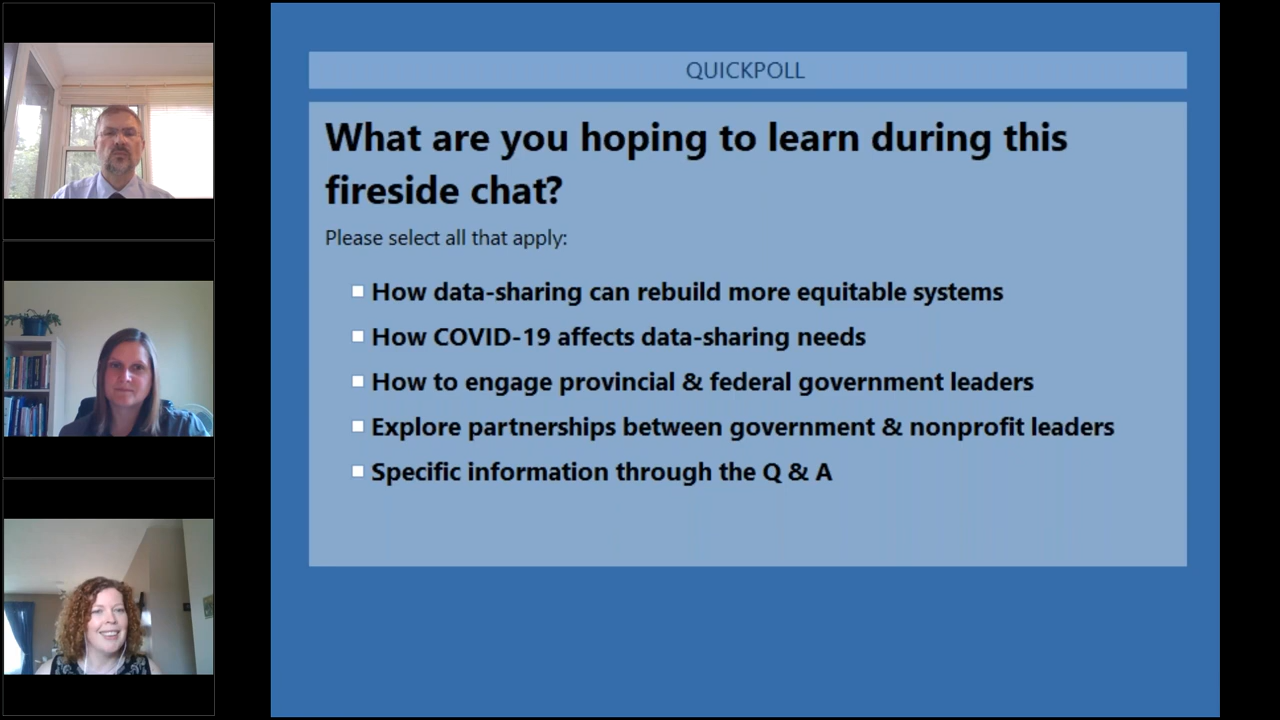 QUICKPOLL
What are you hoping to learn during this
fireside chat?
Please select all that apply:
How data-sharing can rebuild more equitable systems
How COVID-19 affects data-sharing needs
How to engage provincial & federal government leaders
Explore partnerships between government & nonprofit leaders
Specific information through the Q & A